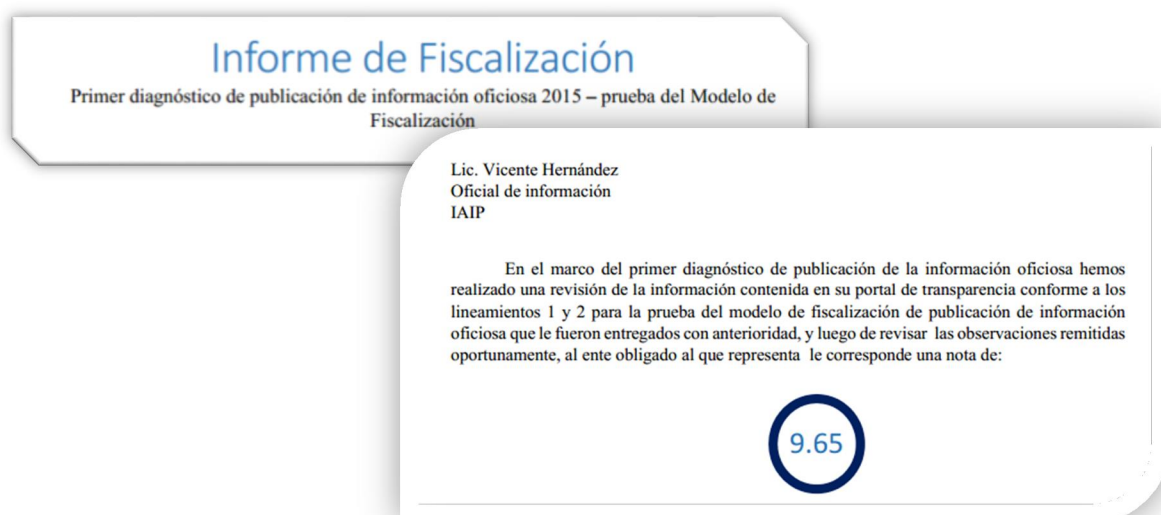 Informe de Fiscalización
Primer diagnóstico de publicación de información oficiosa 2015 – prueba del Modelo de
Fiscalización
Lic. Vicente Hernández
Oficial de información
IAIP
En el marco del primer diagnóstico de publicación de la información oficiosa hemos
realizado una revisión de la información contenida en su portal de transparencia conforme a los
lineamientos 1 y 2 para la prueba del modelo de fiscalización de publicación de información
oficiosa que le fueron entregados con anterioridad, y luego de revisar las observaciones remitidas
oportunamente, al ente obligado al que representa le corresponde una nota de:
9.65